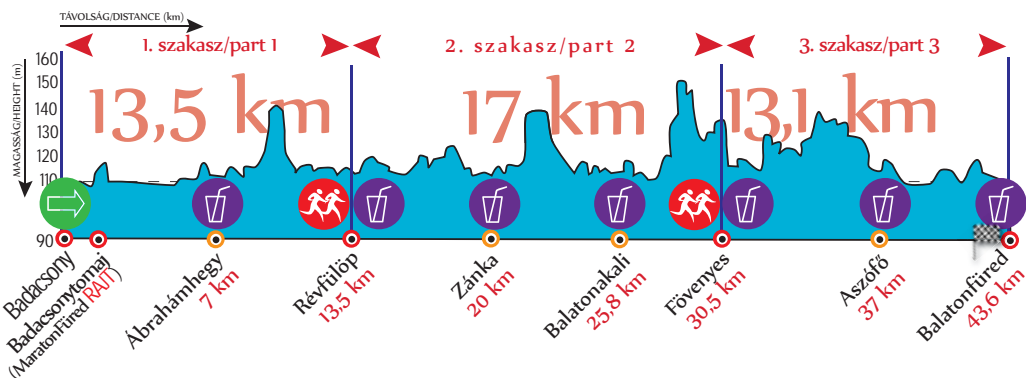 TÁVOLSÁG/DISTANCE (km)
1. szakasz/part 1
2. szakasz/part 2
3. szakasz/part 3
MAGASSÁG/HEIGHT (m)
160
150
140
130
120
110
90
13,5 km
17 km
13,1 km
Badacsony
Badacsonytomaj
(MaratonFüred RAJT)
Ábrahámhegy
7 km
Révfülöp
13,5 km
Zánka
20 km
Balatonakali
25,8 km
Fövenyes
30,5 km
Aszófő
37 km
Balatonfüred
43,6 km